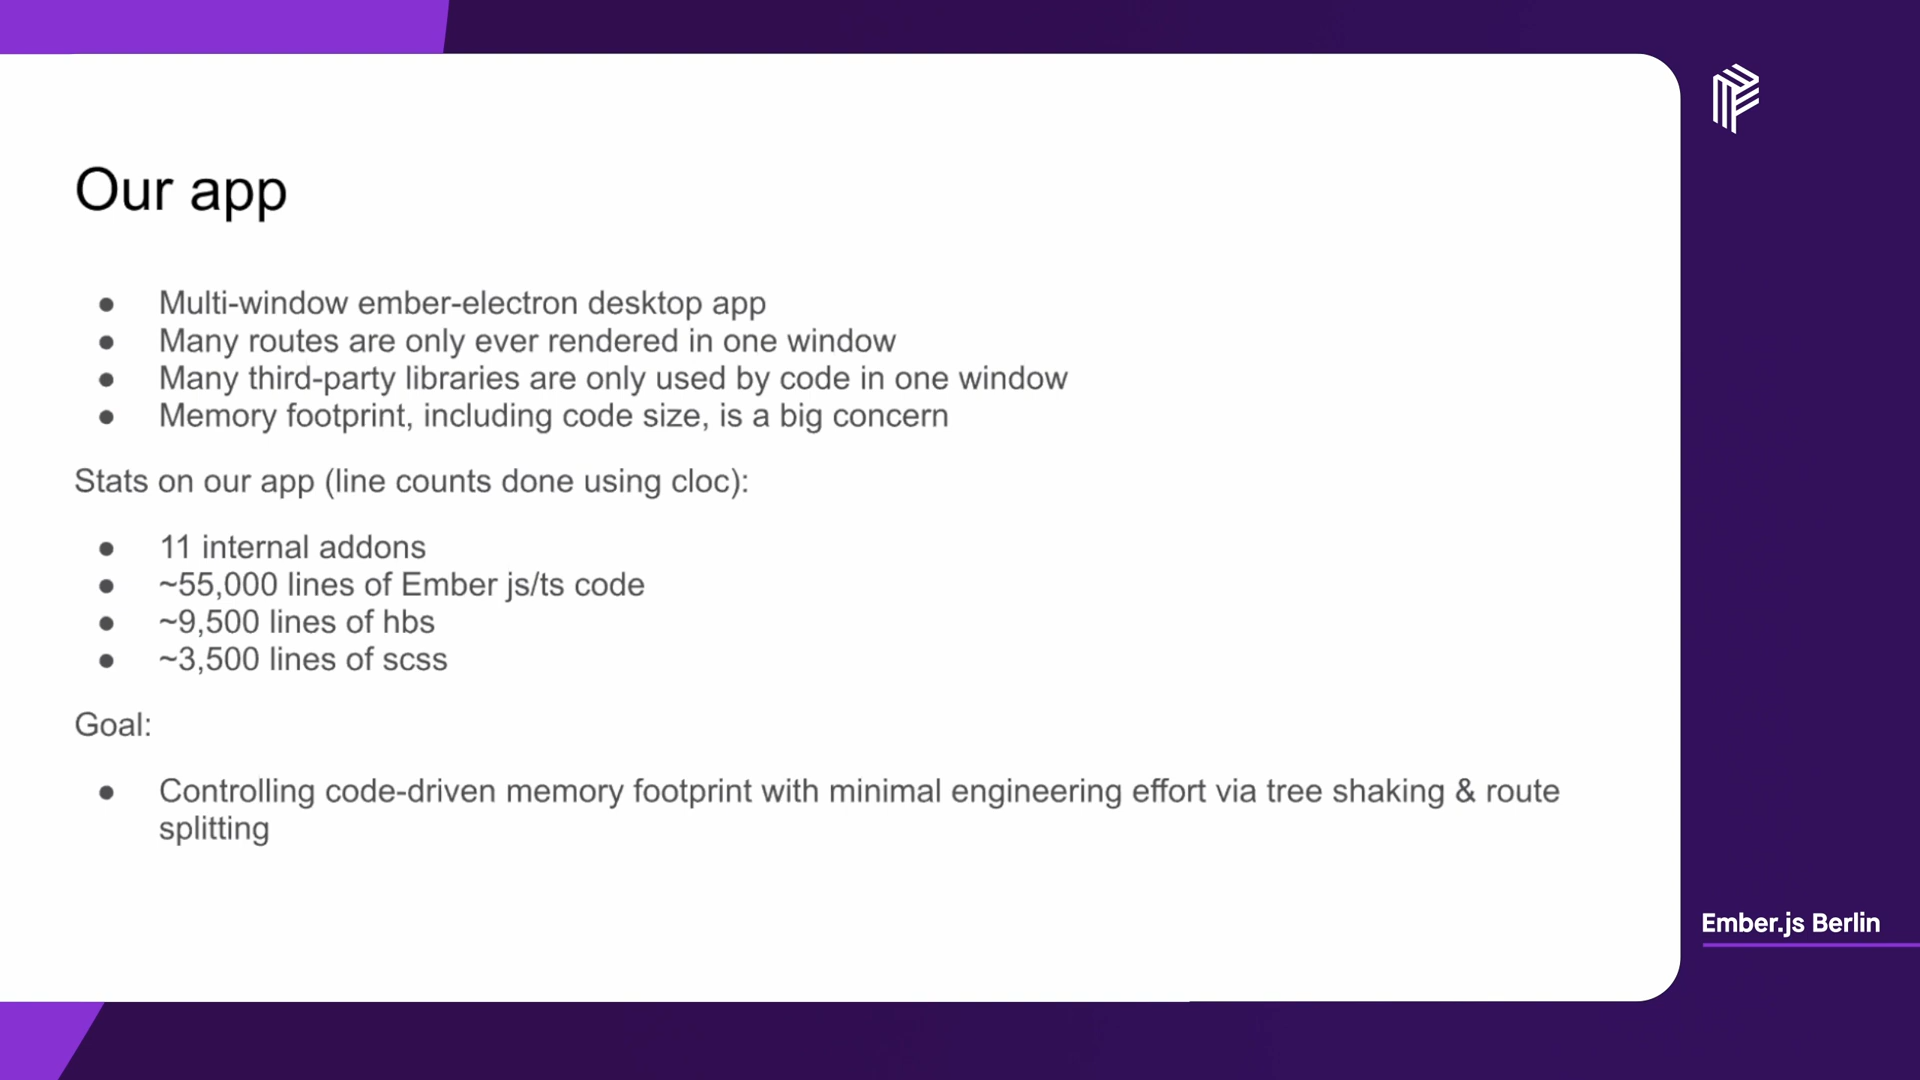 Our app
● Multi-window ember-electron desktop app
● Many routes are only ever rendered in one window
● Many third-party libraries are only used by code in one window
● Memory footprint, including code size, is a big concern
Stats on our app (line counts done using cloc):
● 11 internal addons
● ~55,000 lines of Ember js/ts code
● ~9,500 lines of hbs
● ~3,500 lines of scss
Goal:
● Controlling code-driven memory footprint with minimal engineering effort via tree shaking & route
splitting
Ember.js Berlin